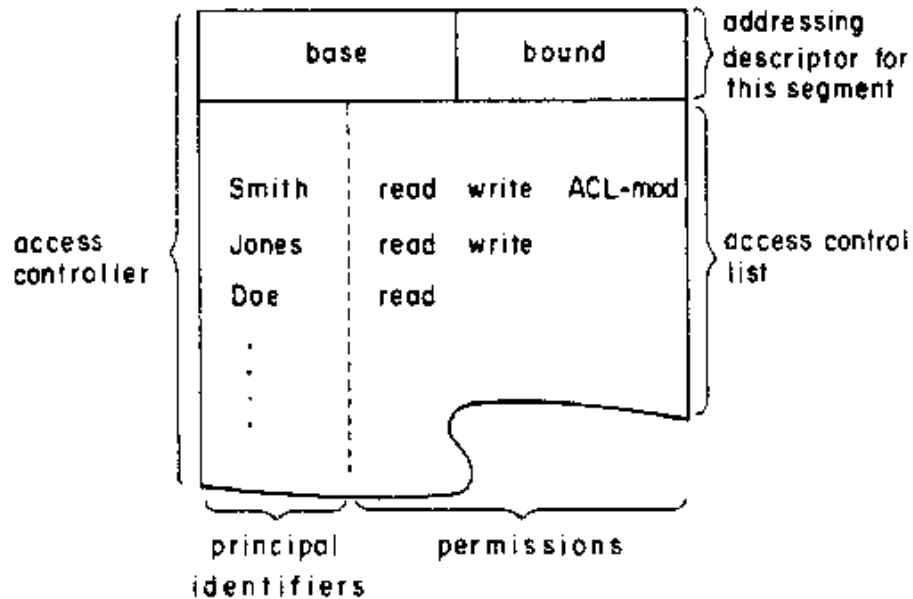 base bound
addressing
descriptor for
this segment
Smith read write ACL-mod
Jones read write
Doe read
access
controller
access control
list
principal
identifiers
permissions